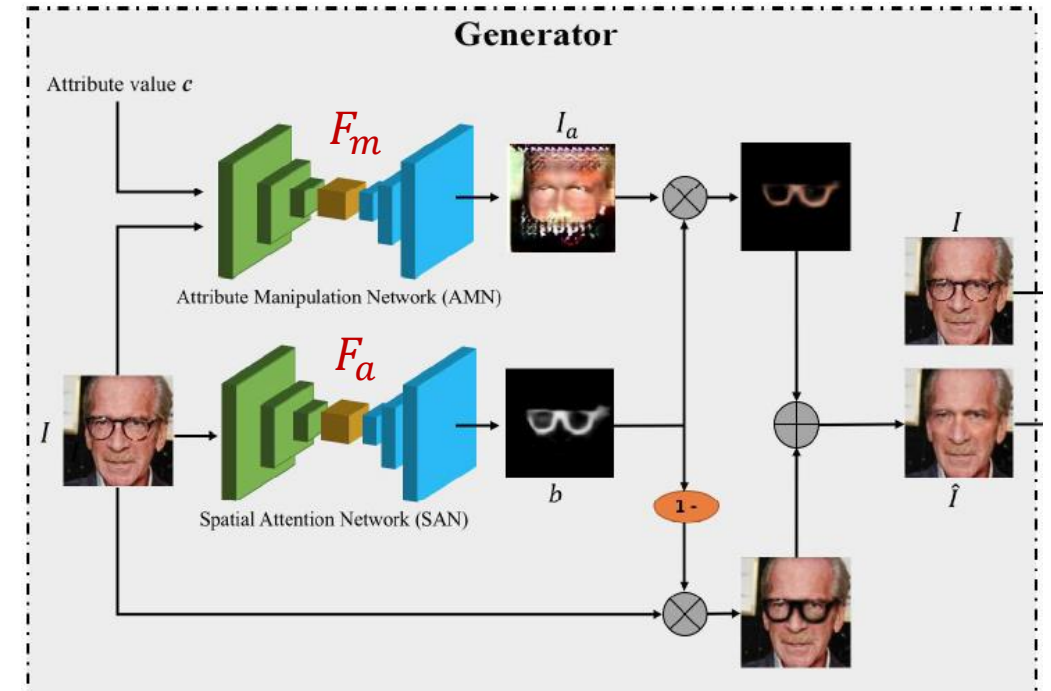 Generator
Attribute value c
F_m
I_a
Attribute Manipulation Network (AMN)
I
F_a
I
b
1 -
Î
Spatial Attention Network (SAN)